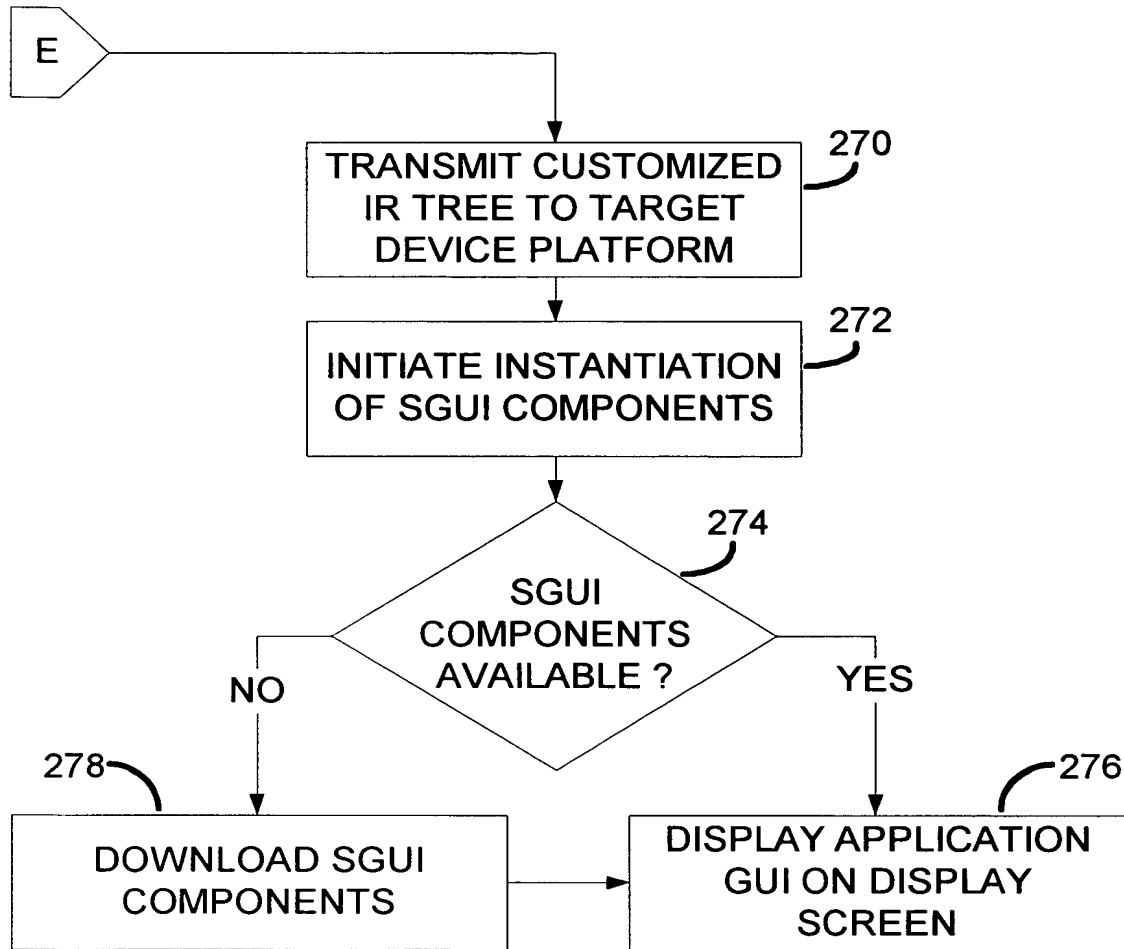 E
270
TRANSMIT CUSTOMIZED
IR TREE TO TARGET
DEVICE PLATFORM
272
INITIATE INSTANTIATION
OF SGUI COMPONENTS
274
SGUI
COMPONENTS
AVAILABLE ?
NO
YES
278
276
DOWNLOAD SGUI
COMPONENTS
DISPLAY APPLICATION
GUI ON DISPLAY
SCREEN